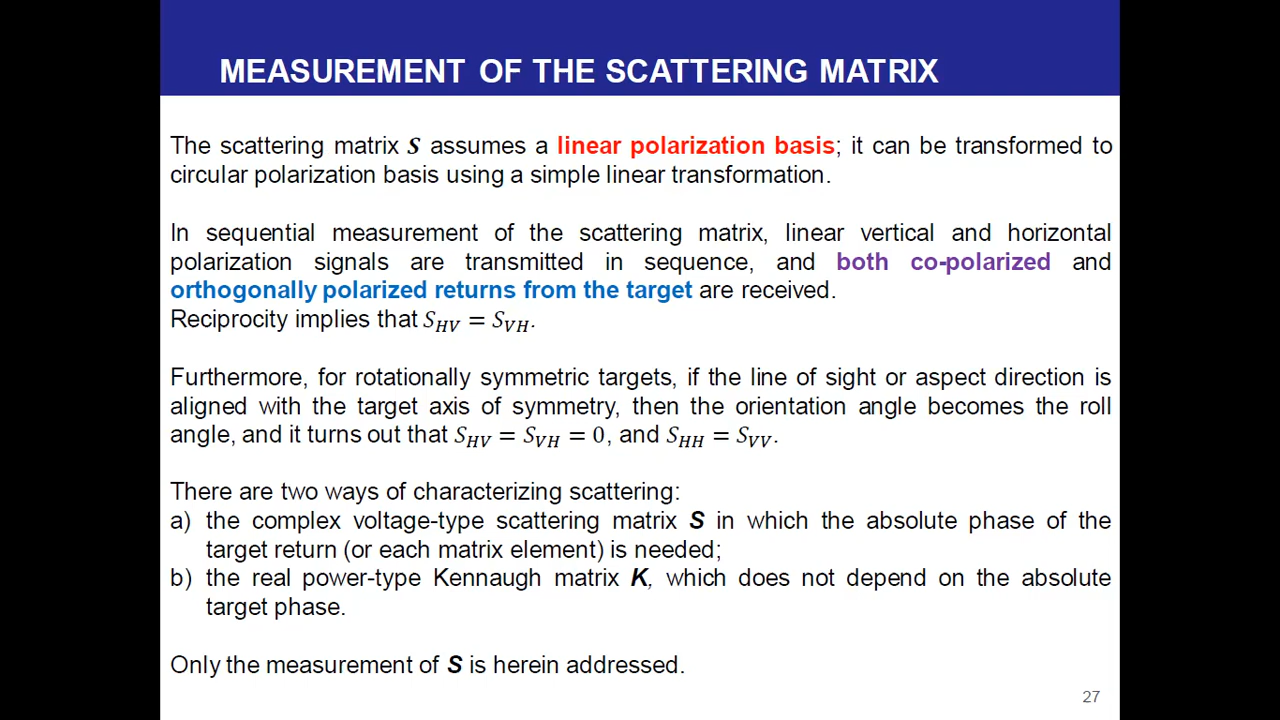 MEASUREMENT OF THE SCATTERING MATRIX
The scattering matrix S assumes a linear polarization basis; it can be transformed to
circular polarization basis using a simple linear transformation.
In sequential measurement of the scattering matrix, linear vertical and horizontal
polarization signals are transmitted in sequence, and both co-polarized and
orthogonally polarized returns from the target are received.
Reciprocity implies that S_HV = S_VH.
Furthermore, for rotationally symmetric targets, if the line of sight or aspect direction is
aligned with the target axis of symmetry, then the orientation angle becomes the roll
angle, and it turns out that S_HV = S_VH = 0, and S_HH = S_VV.
There are two ways of characterizing scattering:
a) the complex voltage-type scattering matrix S in which the absolute phase of the
target return (or each matrix element) is needed;
b) the real power-type Kennaugh matrix K, which does not depend on the absolute
target phase.
Only the measurement of S is herein addressed.
27